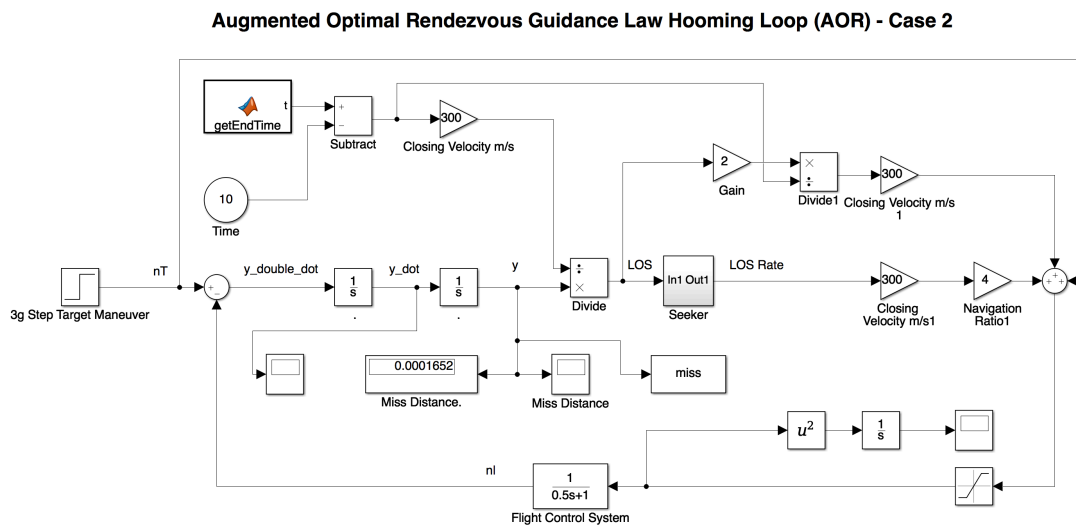 Augmented Optimal Rendezvous Guidance Law Hooming Loop (AOR) - Case 2
t
getEndTime
+
−
Subtract
300
Closing Velocity m/s
10
Time
2
Gain
×
÷
Divide1
300
Closing Velocity m/s
1
nT
3g Step Target Maneuver
+
−
y_double_dot
1
s
.
y_dot
1
s
.
y
÷
×
Divide
LOS
In1 Out1
Seeker
LOS Rate
300
Closing
Velocity m/s1
4
Navigation
Ratio1
+ + +
0.0001652
Miss Distance.
Miss Distance
miss
u²
1
s
nl
1
0.5s+1
Flight Control System